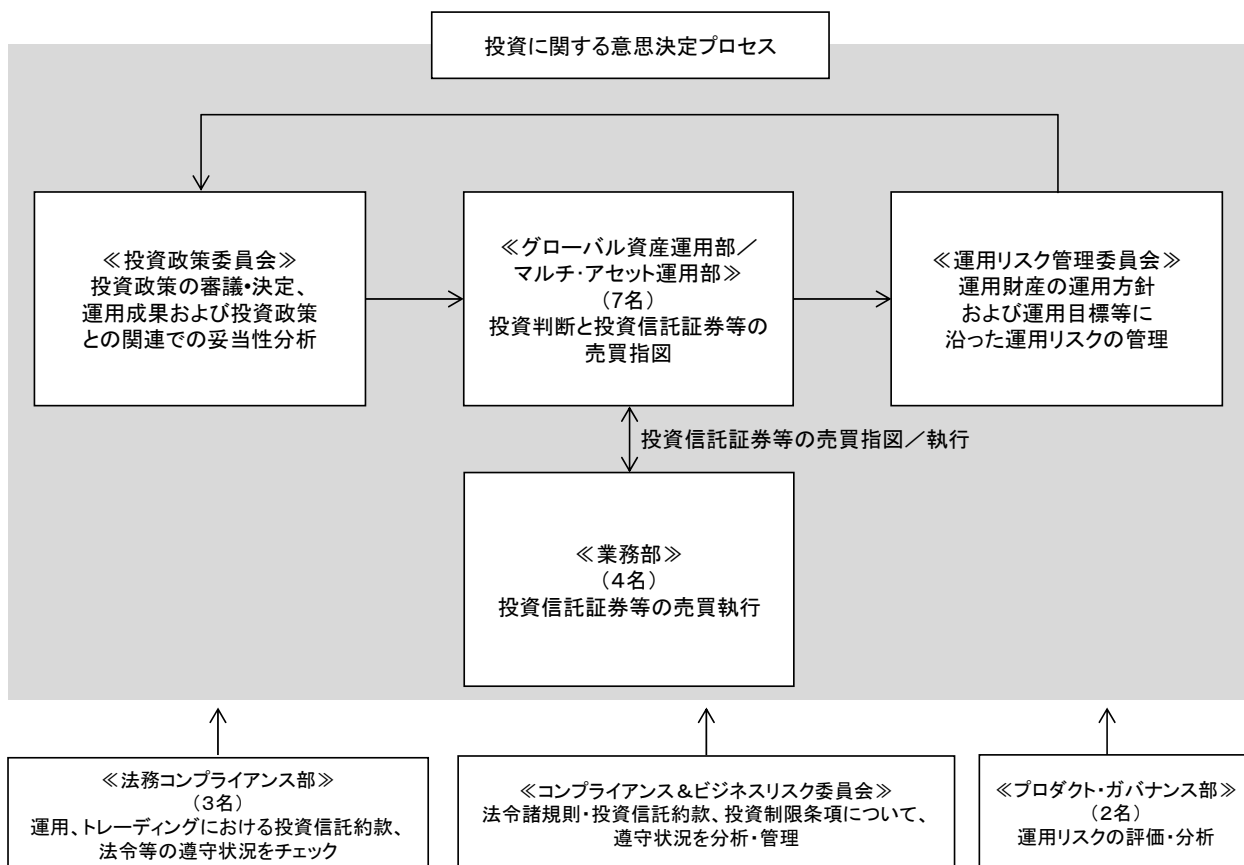 投資に関する意思決定プロセス
≪投資政策委員会≫
投資政策の審議・決定、
運用成果および投資政策
との関連での妥当性分析
≪グローバル資産運用部／
マルチ・アセット運用部≫
（7名）
投資判断と投資信託証券等の
売買指図
≪運用リスク管理委員会≫
運用財産の運用方針
および運用目標等に
沿った運用リスクの管理
投資信託証券等の売買指図／執行
≪業務部≫
（4名）
投資信託証券等の売買執行
≪法務コンプライアンス部≫
（3名）
運用、トレーディングにおける投資信託約款、
法令等の遵守状況をチェック
≪コンプライアンス＆ビジネスリスク委員会≫
法令諸規則・投資信託約款、投資制限条項について、
遵守状況を分析・管理
≪プロダクト・ガバナンス部≫
（2名）
運用リスクの評価・分析